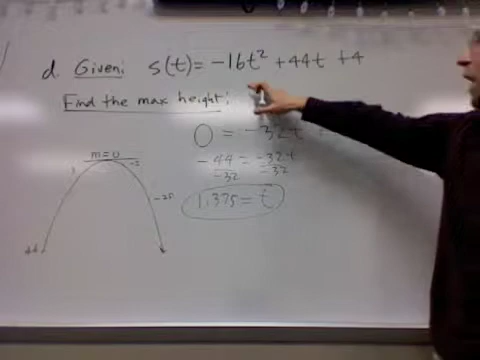 d. Given: s(t) = -16t² + 44t + 4
Find the max height:
0 = -32t +
-44 = -32t
-32 -32
1.375 = t
m=0
-20
44